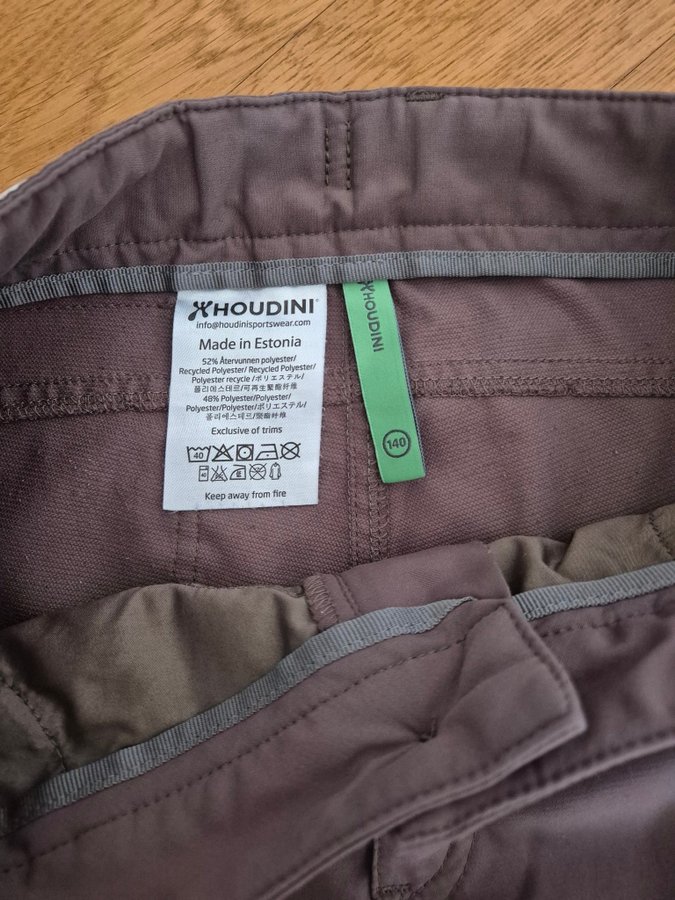 HOUDINI
info@houdinisportswear.com
Made in Estonia
52% Återvunnen polyester/
Recycled Polyester/ Recycled Polyester/
Polyester recycle /ポリエステル/
폴리에스테르/可再生聚酯纤维
48% Polyester/Polyester/
Polyester/Polyester/ポリエステル/
폴리에스테르/聚酯纤维
Exclusive of trims
40
40
Keep away from fire
HOUDINI
140